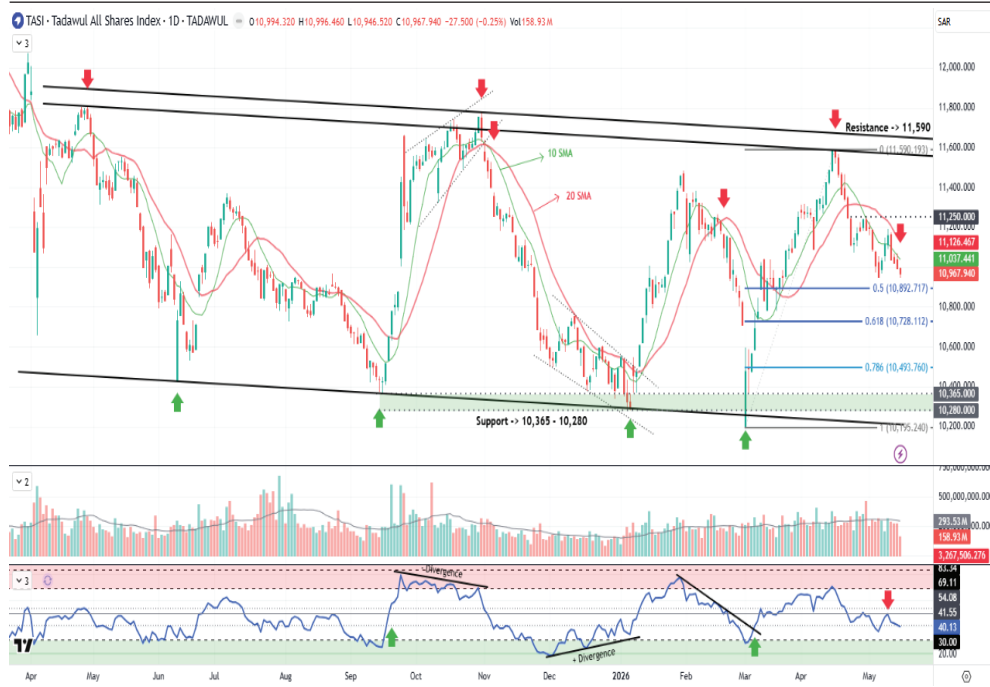 TASI · Tadawul All Shares Index · 1D · TADAWUL O10,994.320 H10,996.460 L10,946.520 C10,967.940 -27.500 (-0.25%) Vol158.93M
SAR
3
12,000.000
11,800.000
Resistance -> 11,590
11,600.000
0 (11,590.193)
10 SMA
11,400.000
20 SMA
11,250.000
11,200.000
11,126.467
11,037.441
10,967.940
0.5 (10,892.717)
10,800.000
0.618 (10,728.112)
10,600.000
0.786 (10,493.760)
10,400.000
10,365.000
10,280.000
Support -> 10,365 - 10,280
10,200.000
1 (10,195.240)
2
500,000,000.000
293.53M
158.93M
3,267,506.276
3
-Divergence
83.34
69.11
54.08
41.55
40.13
30.00
20.00
+ Divergence
Apr May Jun Jul Aug Sep Oct Nov Dec 2026 Feb Mar Apr May